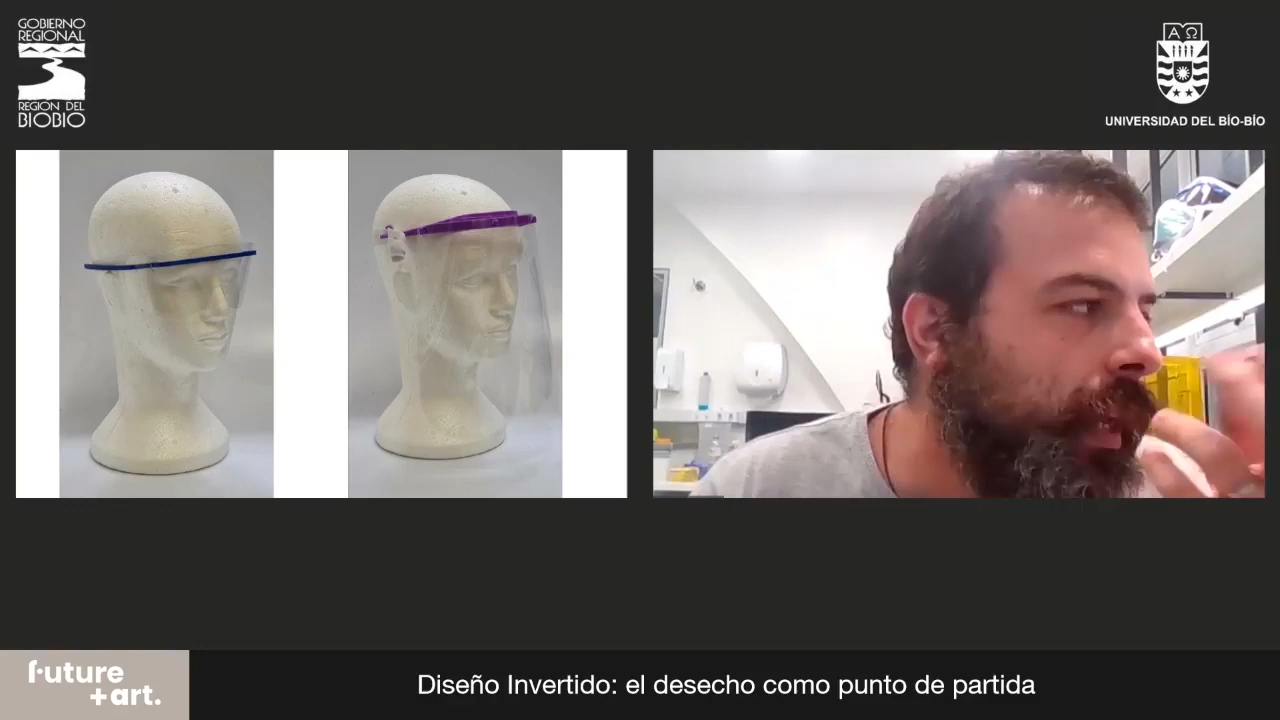 GOBIERNO
REGIONAL
REGIÓN DEL
BIOBIO
ΑΩ
UNIVERSIDAD DEL BÍO-BÍO
future
+art.
Diseño Invertido: el desecho como punto de partida